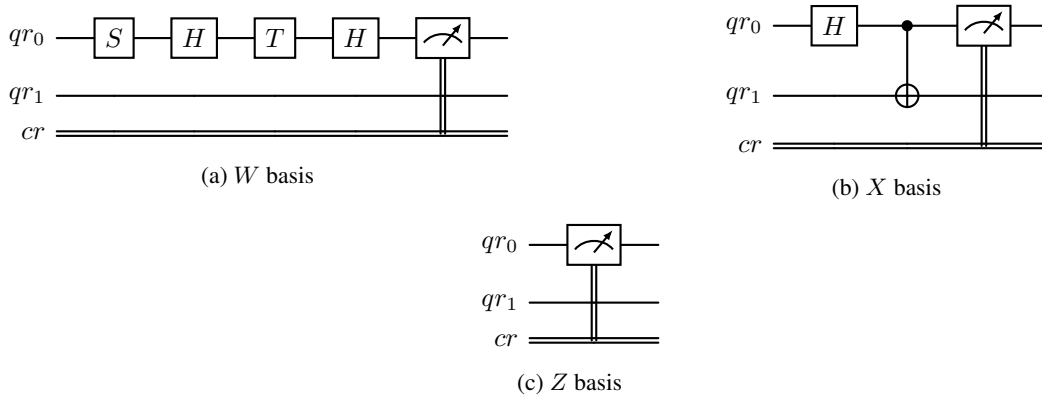 qr₀ S H T H
qr₁
cr
(a) W basis
qr₀ H
qr₁
cr
(b) X basis
qr₀
qr₁
cr
(c) Z basis